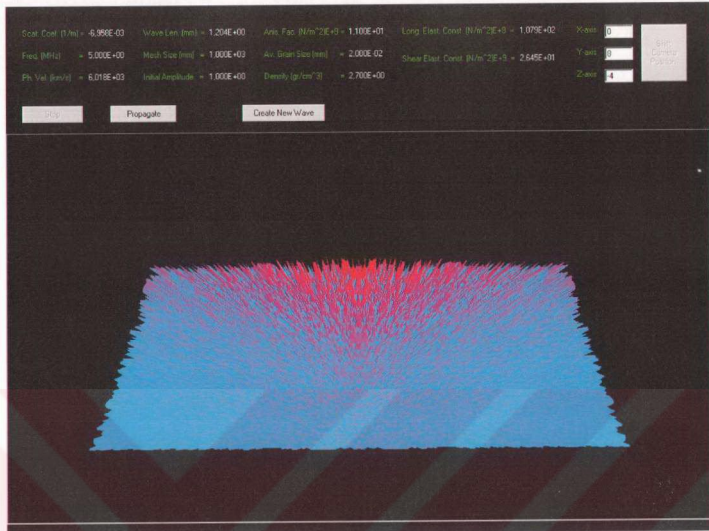 Scat. Coef. (1/m) = -6.958E-03 Wave Len. (mm) = 1.204E+00 Anis. Fac. (N/m^2)E+9 = 1.100E+01 Long. Elast. Const. (N/m^2)E+9 = 1.079E+02 X-axis 0
Freq. (MHz) = 5.000E+00 Mesh Size (mm) = 1.000E+03 Av. Grain Size (mm) = 2.000E-02 Shear Elast. Const. (N/m^2)E+9 = 2.645E+01 Y-axis
Ph. Vel. (km/s) = 6.018E+03 Initial Amplitude = 1.000E+00 Density (gr/cm^3) = 2.700E+00 Z-axis -4
Stop Propagate Create New Wave